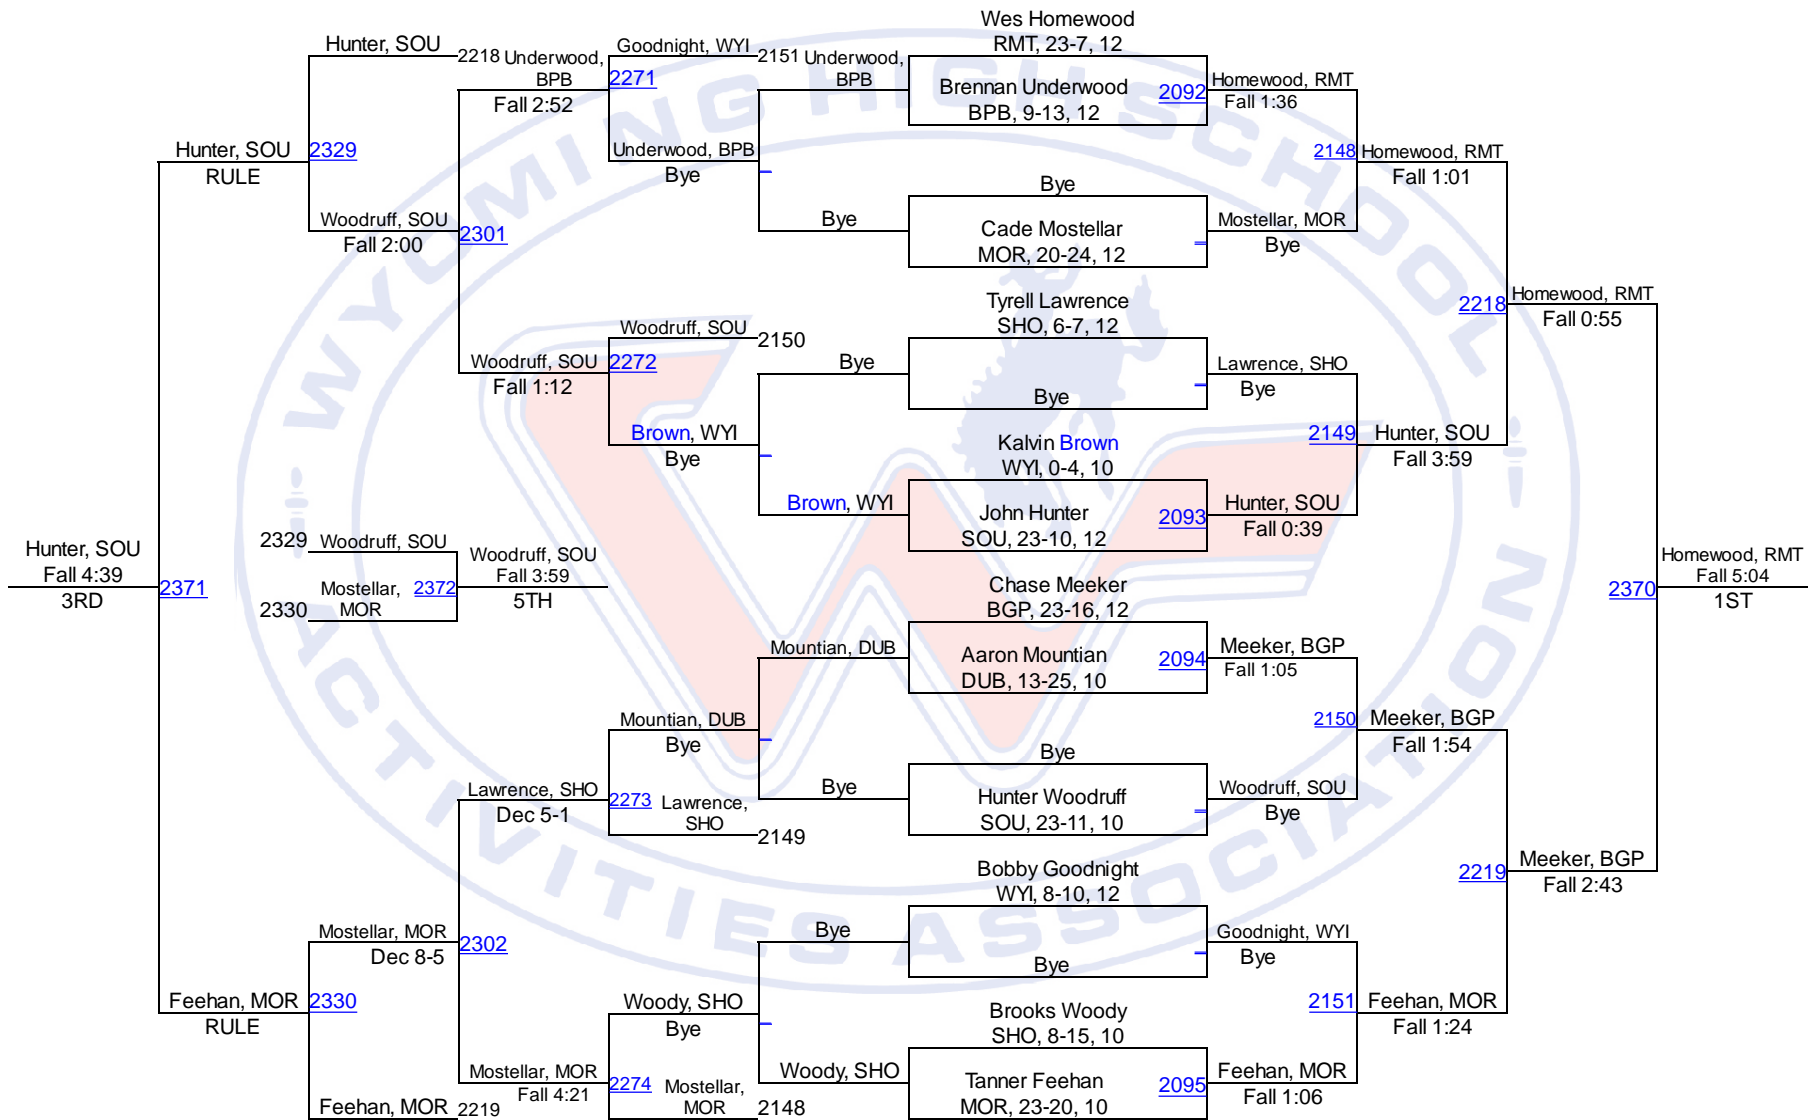 Wes Homewood
RMT, 23-7, 12
Brennan Underwood
BPB, 9-13, 12
2092
Homewood, RMT
Fall 1:36
Bye
Cade Mostellar
MOR, 20-24, 12
Mostellar, MOR
Bye
2148
Homewood, RMT
Fall 1:01
Tyrell Lawrence
SHO, 6-7, 12
Bye
Lawrence, SHO
Bye
Kalvin Brown
WYI, 0-4, 10
John Hunter
SOU, 23-10, 12
2093
Hunter, SOU
Fall 0:39
2149
Hunter, SOU
Fall 3:59
2218
Homewood, RMT
Fall 0:55
Chase Meeker
BGP, 23-16, 12
Aaron Mountian
DUB, 13-25, 10
2094
Meeker, BGP
Fall 1:05
Bye
Hunter Woodruff
SOU, 23-11, 10
Woodruff, SOU
Bye
2150
Meeker, BGP
Fall 1:54
Bobby Goodnight
WYI, 8-10, 12
Bye
Goodnight, WYI
Bye
Brooks Woody
SHO, 8-15, 10
Tanner Feehan
MOR, 23-20, 10
2095
Feehan, MOR
Fall 1:06
2151
Feehan, MOR
Fall 1:24
2219
Meeker, BGP
Fall 2:43
2370
Homewood, RMT
Fall 5:04
1ST
Underwood,
BPB
Bye
Underwood, BPB
Bye
Goodnight, WYI
2151
2271
Underwood,
BPB
Fall 2:52
Bye
Brown, WYI
Brown, WYI
Bye
Woodruff, SOU
2150
2272
Woodruff, SOU
Fall 1:12
2301
Woodruff, SOU
Fall 2:00
Hunter, SOU
2218
2329
Hunter, SOU
RULE
Mountian, DUB
Bye
Mountian, DUB
Bye
Lawrence,
SHO
2149
2273
Lawrence, SHO
Dec 5-1
Bye
Woody, SHO
Woody, SHO
Bye
Mostellar,
MOR
2148
2274
Mostellar, MOR
Fall 4:21
2302
Mostellar, MOR
Dec 8-5
Feehan, MOR
2219
2330
Feehan, MOR
RULE
2371
Hunter, SOU
Fall 4:39
3RD
2329
Woodruff, SOU
2330
Mostellar,
MOR
2372
Woodruff, SOU
Fall 3:59
5TH
WYOMING HIGH SCHOOL
ACTIVITIES ASSOCIATION